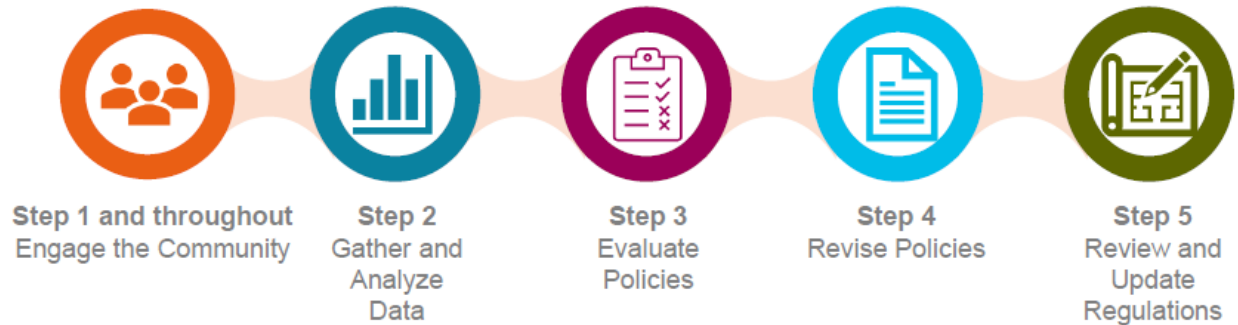 Step 1 and throughout
Engage the Community
Step 2
Gather and
Analyze
Data
Step 3
Evaluate
Policies
Step 4
Revise Policies
Step 5
Review and
Update
Regulations